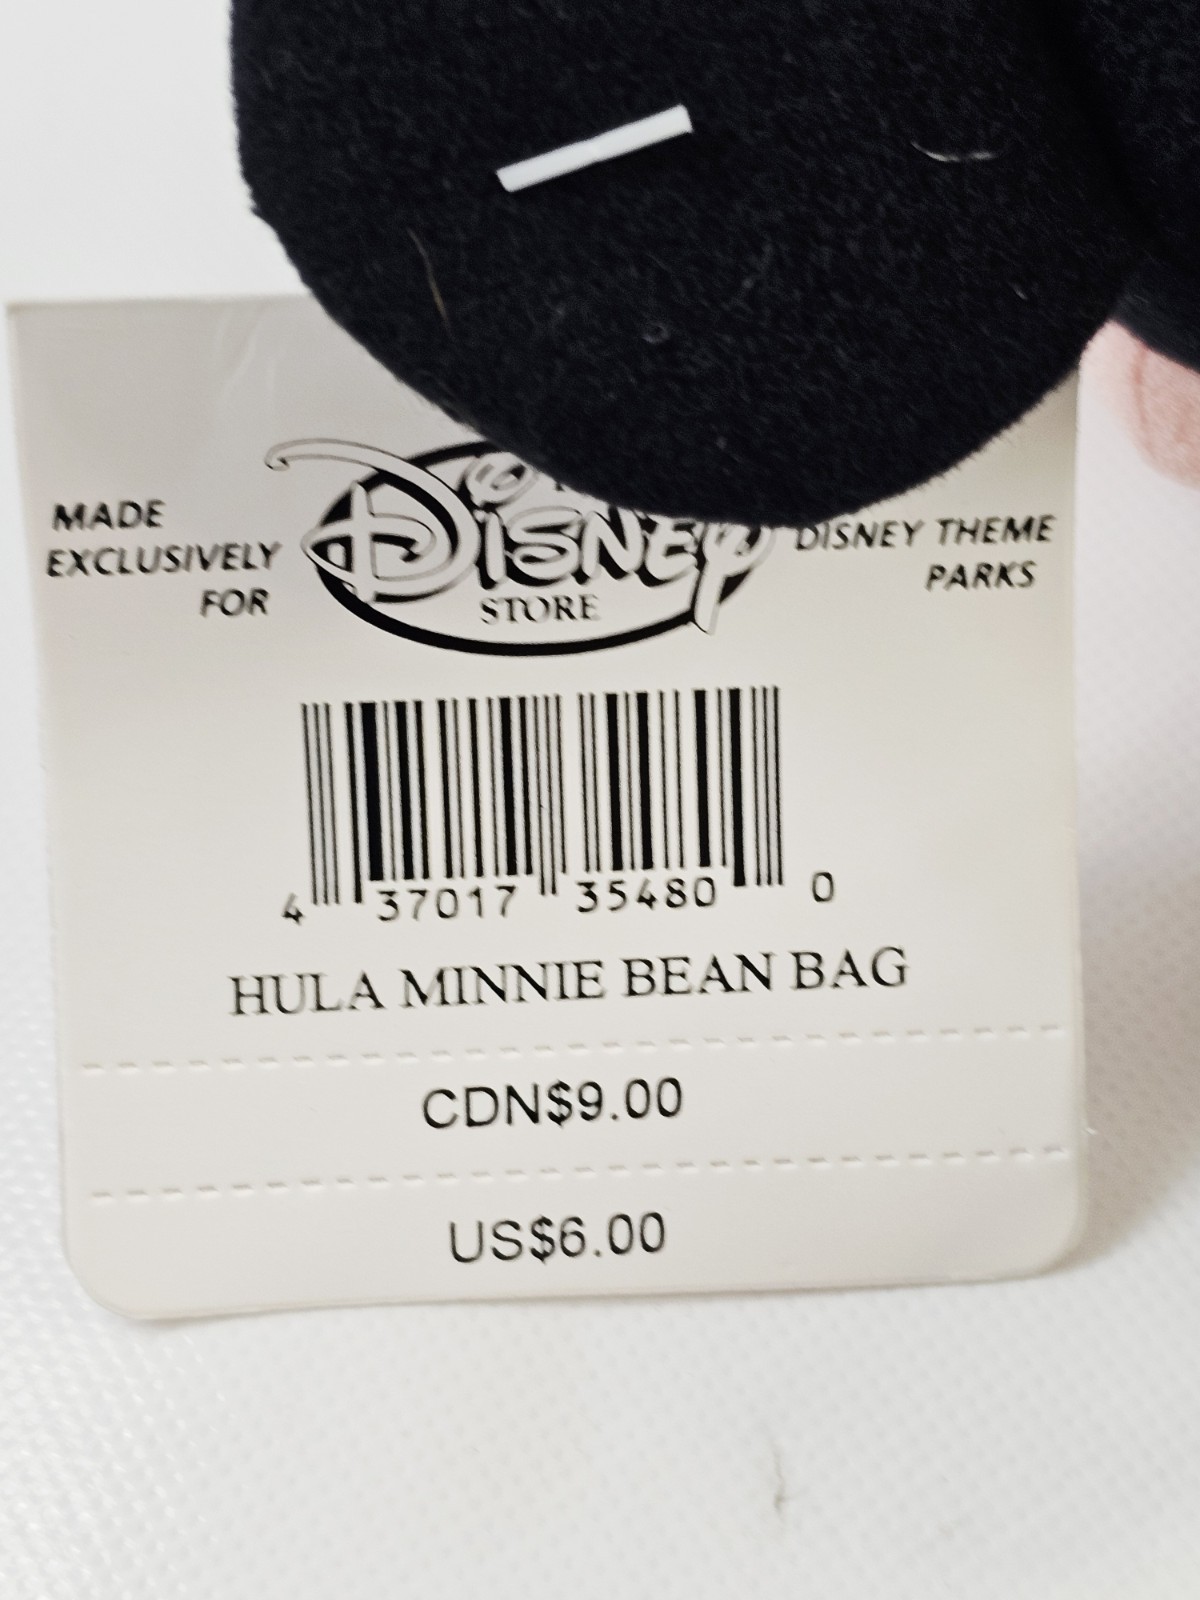 MADE
EXCLUSIVELY
FOR
DISNEY
STORE
DISNEY THEME
PARKS
4 37017 35480 0
HULA MINNIE BEAN BAG
CDN$9.00
US$6.00